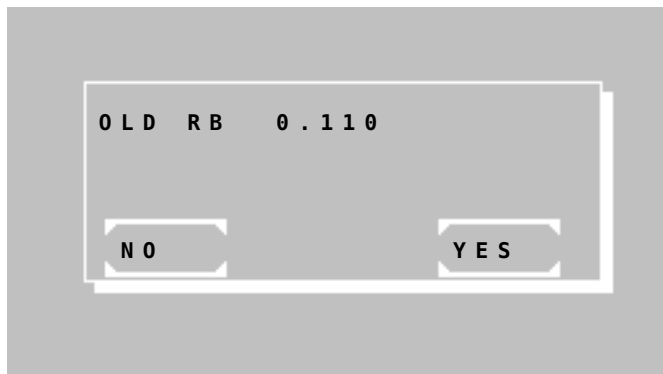 OLD RB 0.110
NO YES